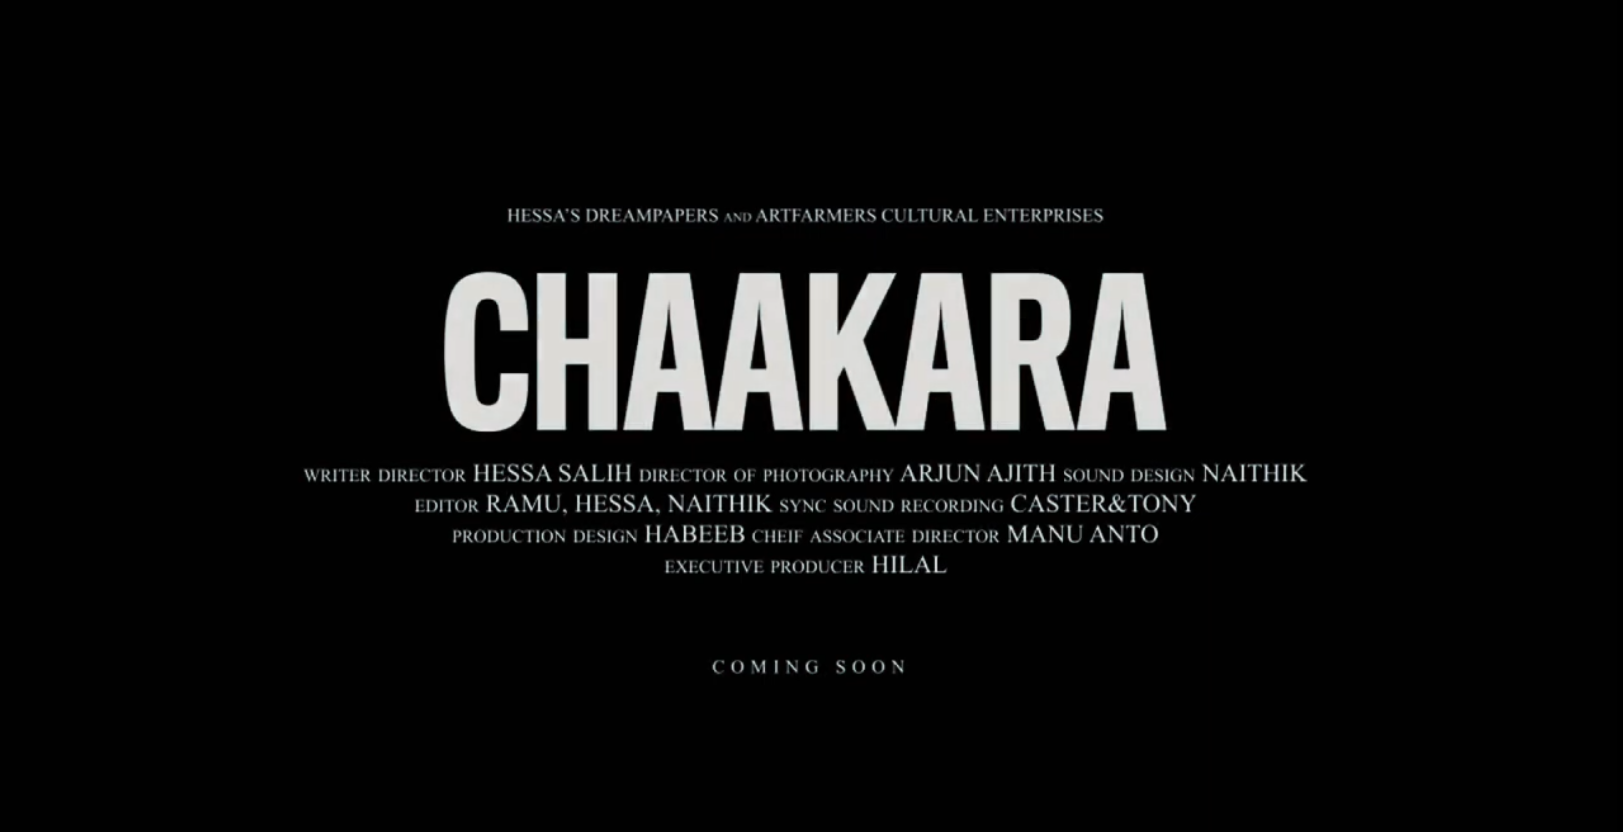 HESSA'S DREAMPAPERS AND ARTFARMERS CULTURAL ENTERPRISES
CHAAKARA
WRITER DIRECTOR HESSA SALIH DIRECTOR OF PHOTOGRAPHY ARJUN AJITH SOUND DESIGN NAITHIK
EDITOR RAMU, HESSA, NAITHIK SYNC SOUND RECORDING CASTER&TONY
PRODUCTION DESIGN HABEEB CHEIF ASSOCIATE DIRECTOR MANU ANTO
EXECUTIVE PRODUCER HILAL
COMING SOON